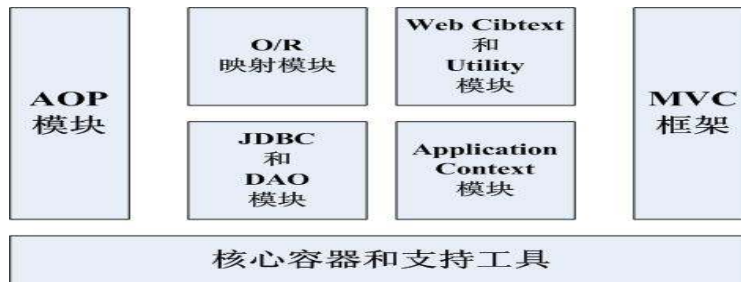 AOP
模块
O/R
映射模块
Web Cibtext
和
Utility
模块
JDBC
和
DAO
模块
Application
Context
模块
MVC
框架
核心容器和支持工具